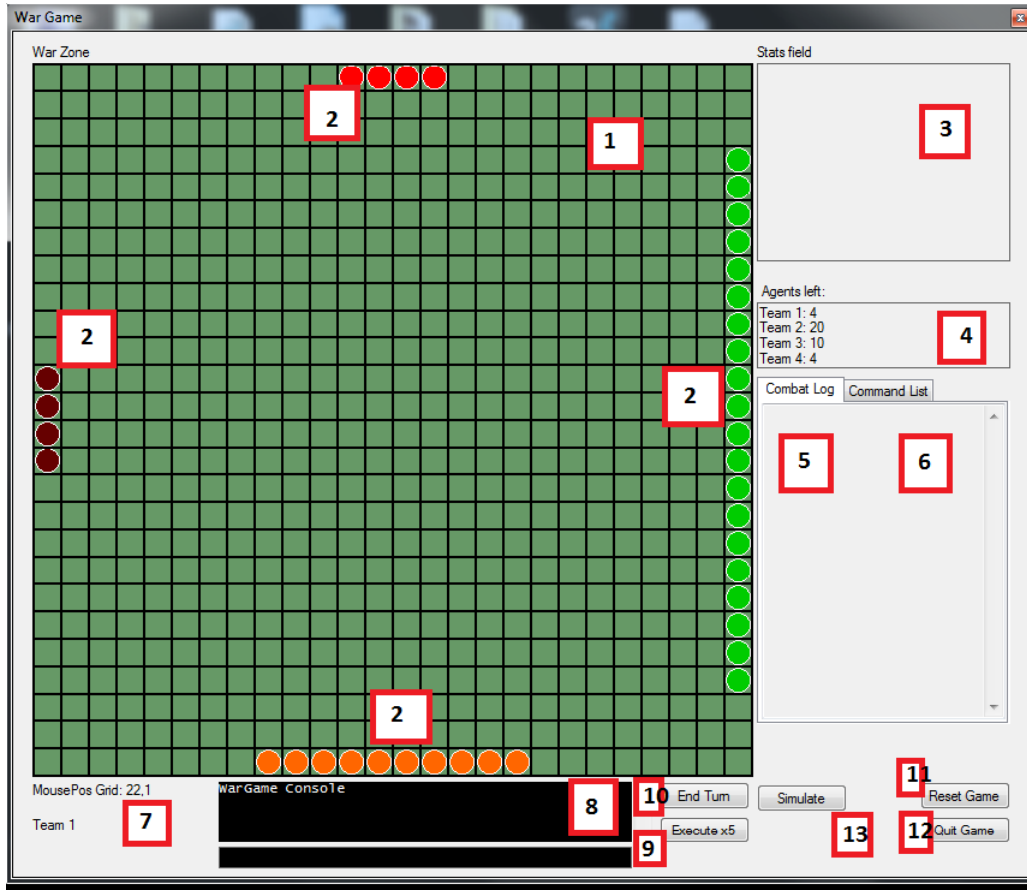 War Game
War Zone
Stats field
2
1
3
Agents left:
Team 1: 4
Team 2: 20
Team 3: 10
Team 4: 4
4
2
2
Combat Log
Command List
5
6
2
MousePos Grid: 22,1
Team 1
7
WarGame Console
8
9
10
End Turn
Execute x5
Simulate
13
11
Reset Game
12
Quit Game